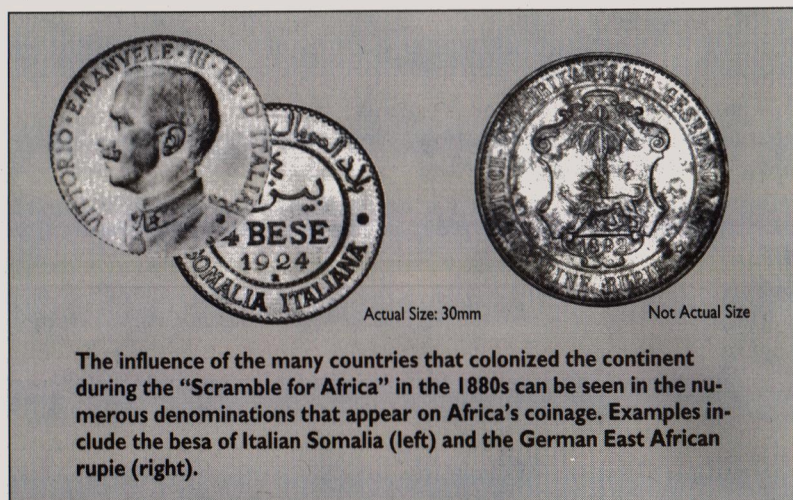 VITTORIO·EMANVELE·III·RE·D'ITALIA
4 BESE
1924
SOMALIA ITALIANA
1892
EINE RUPIE
Actual Size: 30mm
Not Actual Size
The influence of the many countries that colonized the continent
during the “Scramble for Africa” in the 1880s can be seen in the nu-
merous denominations that appear on Africa's coinage. Examples in-
clude the besa of Italian Somalia (left) and the German East African
rupie (right).